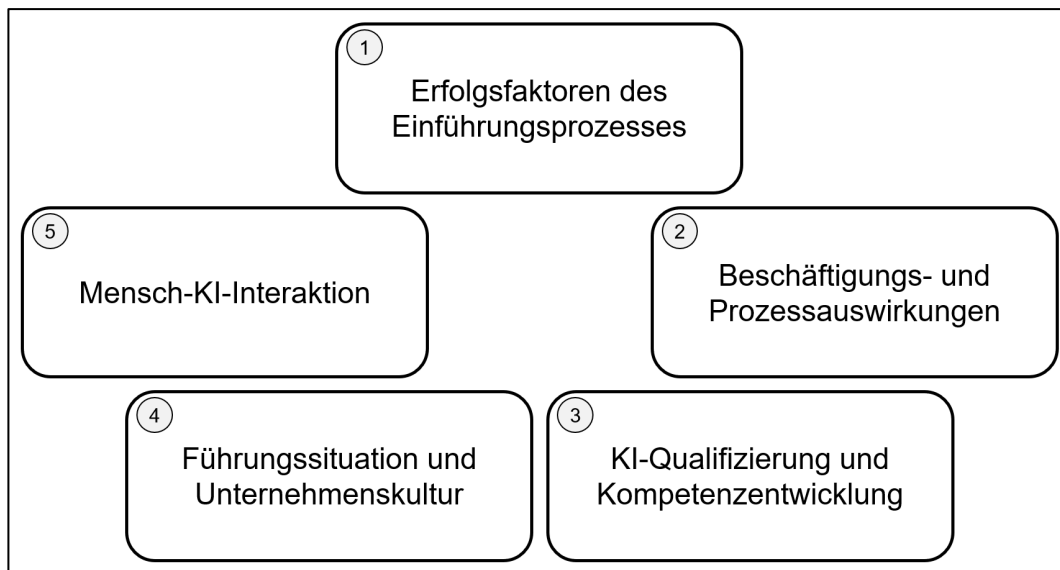 1
Erfolgsfaktoren des
Einführungsprozesses
2
Beschäftigungs- und
Prozessauswirkungen
3
KI-Qualifizierung und
Kompetenzentwicklung
4
Führungssituation und
Unternehmenskultur
5
Mensch-KI-Interaktion